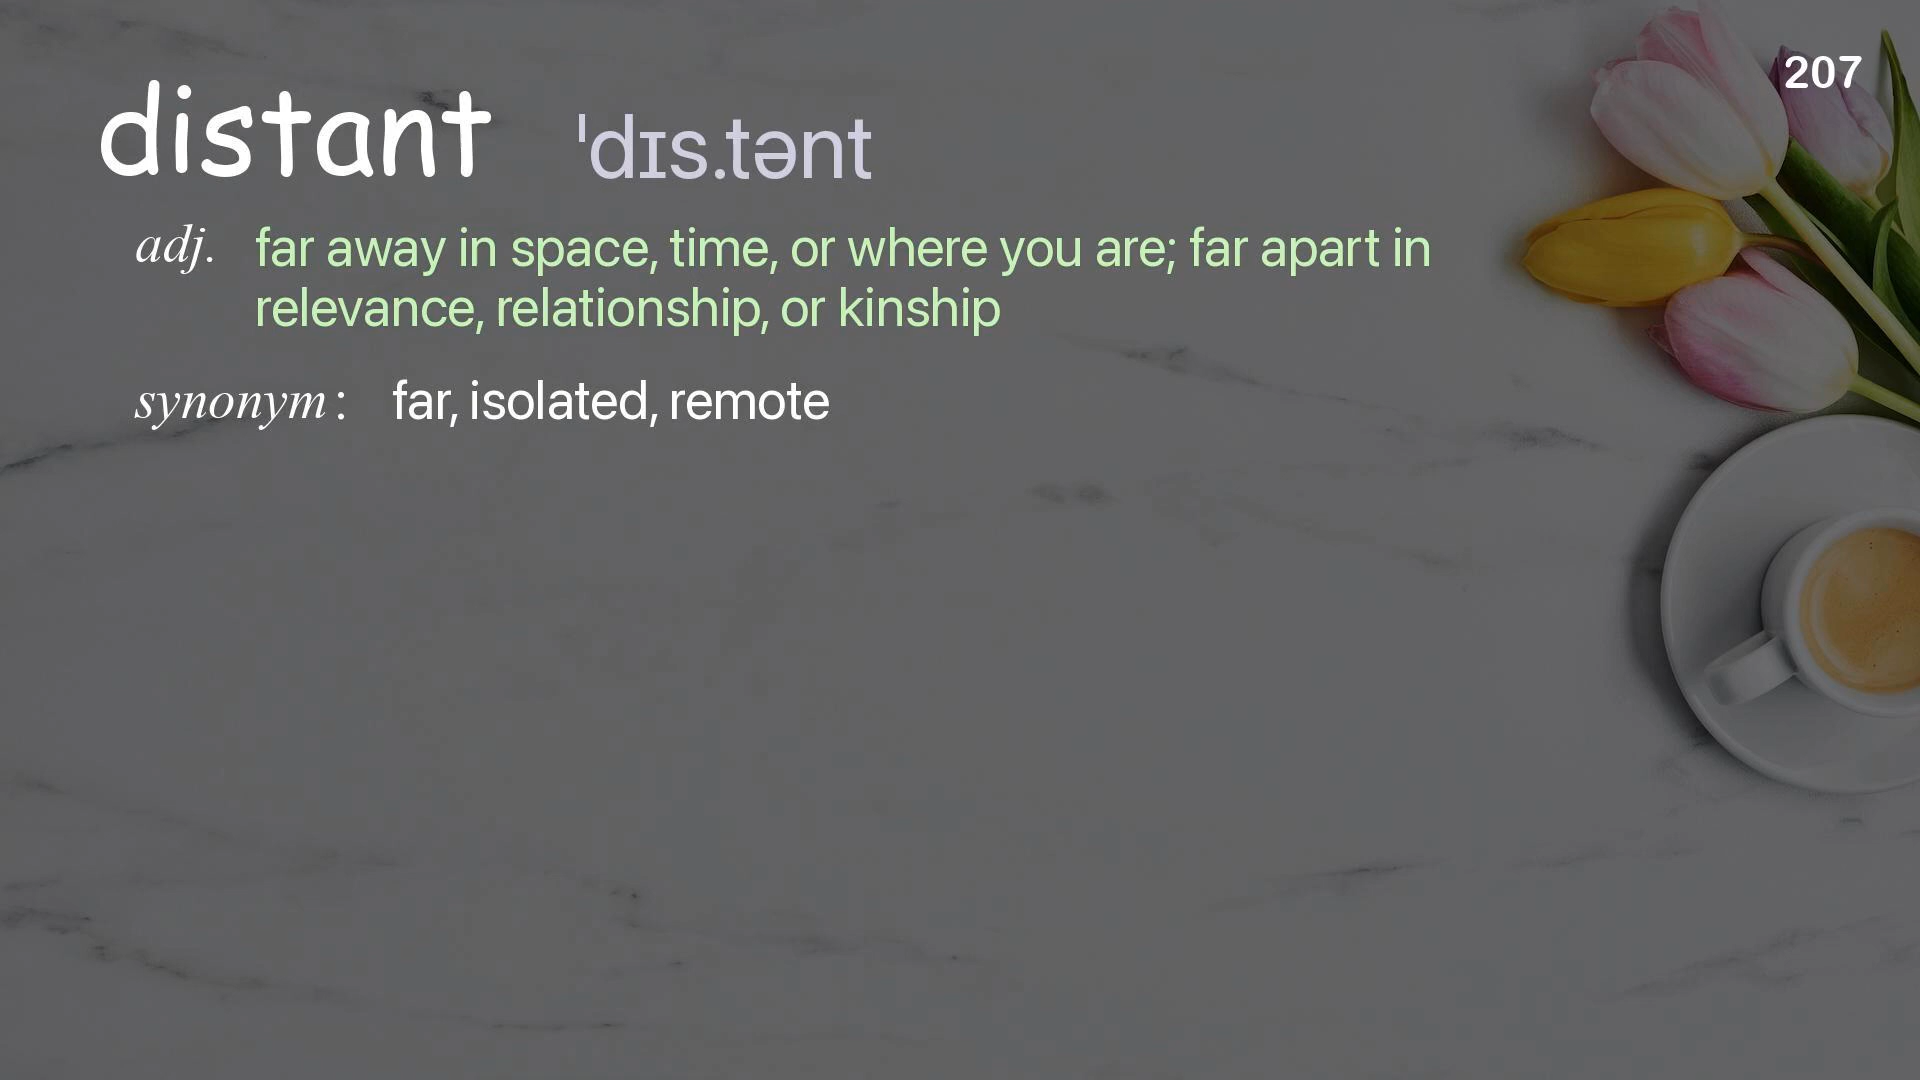 207
distant ˈdɪs.tənt
adj. far away in space, time, or where you are; far apart in
relevance, relationship, or kinship
synonym : far, isolated, remote